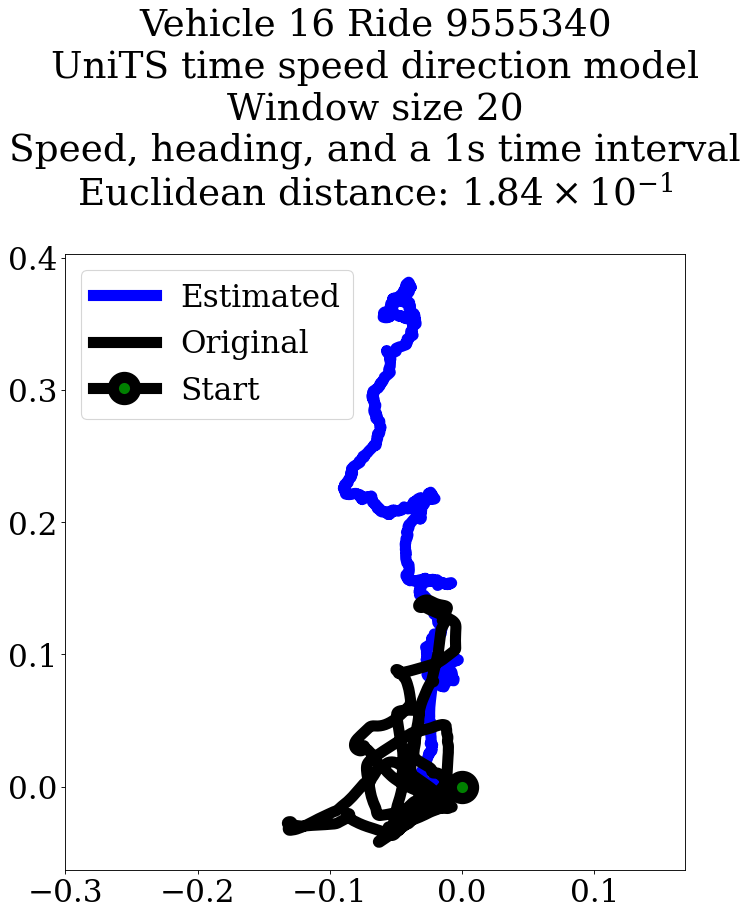 Vehicle 16 Ride 9555340
UniTS time speed direction model
Window size 20
Speed, heading, and a 1s time interval
Euclidean distance: $1.84 \times 10^{-1}$
0.4
Estimated
Original
Start
0.3
0.2
0.1
0.0
−0.3 −0.2 −0.1 0.0 0.1